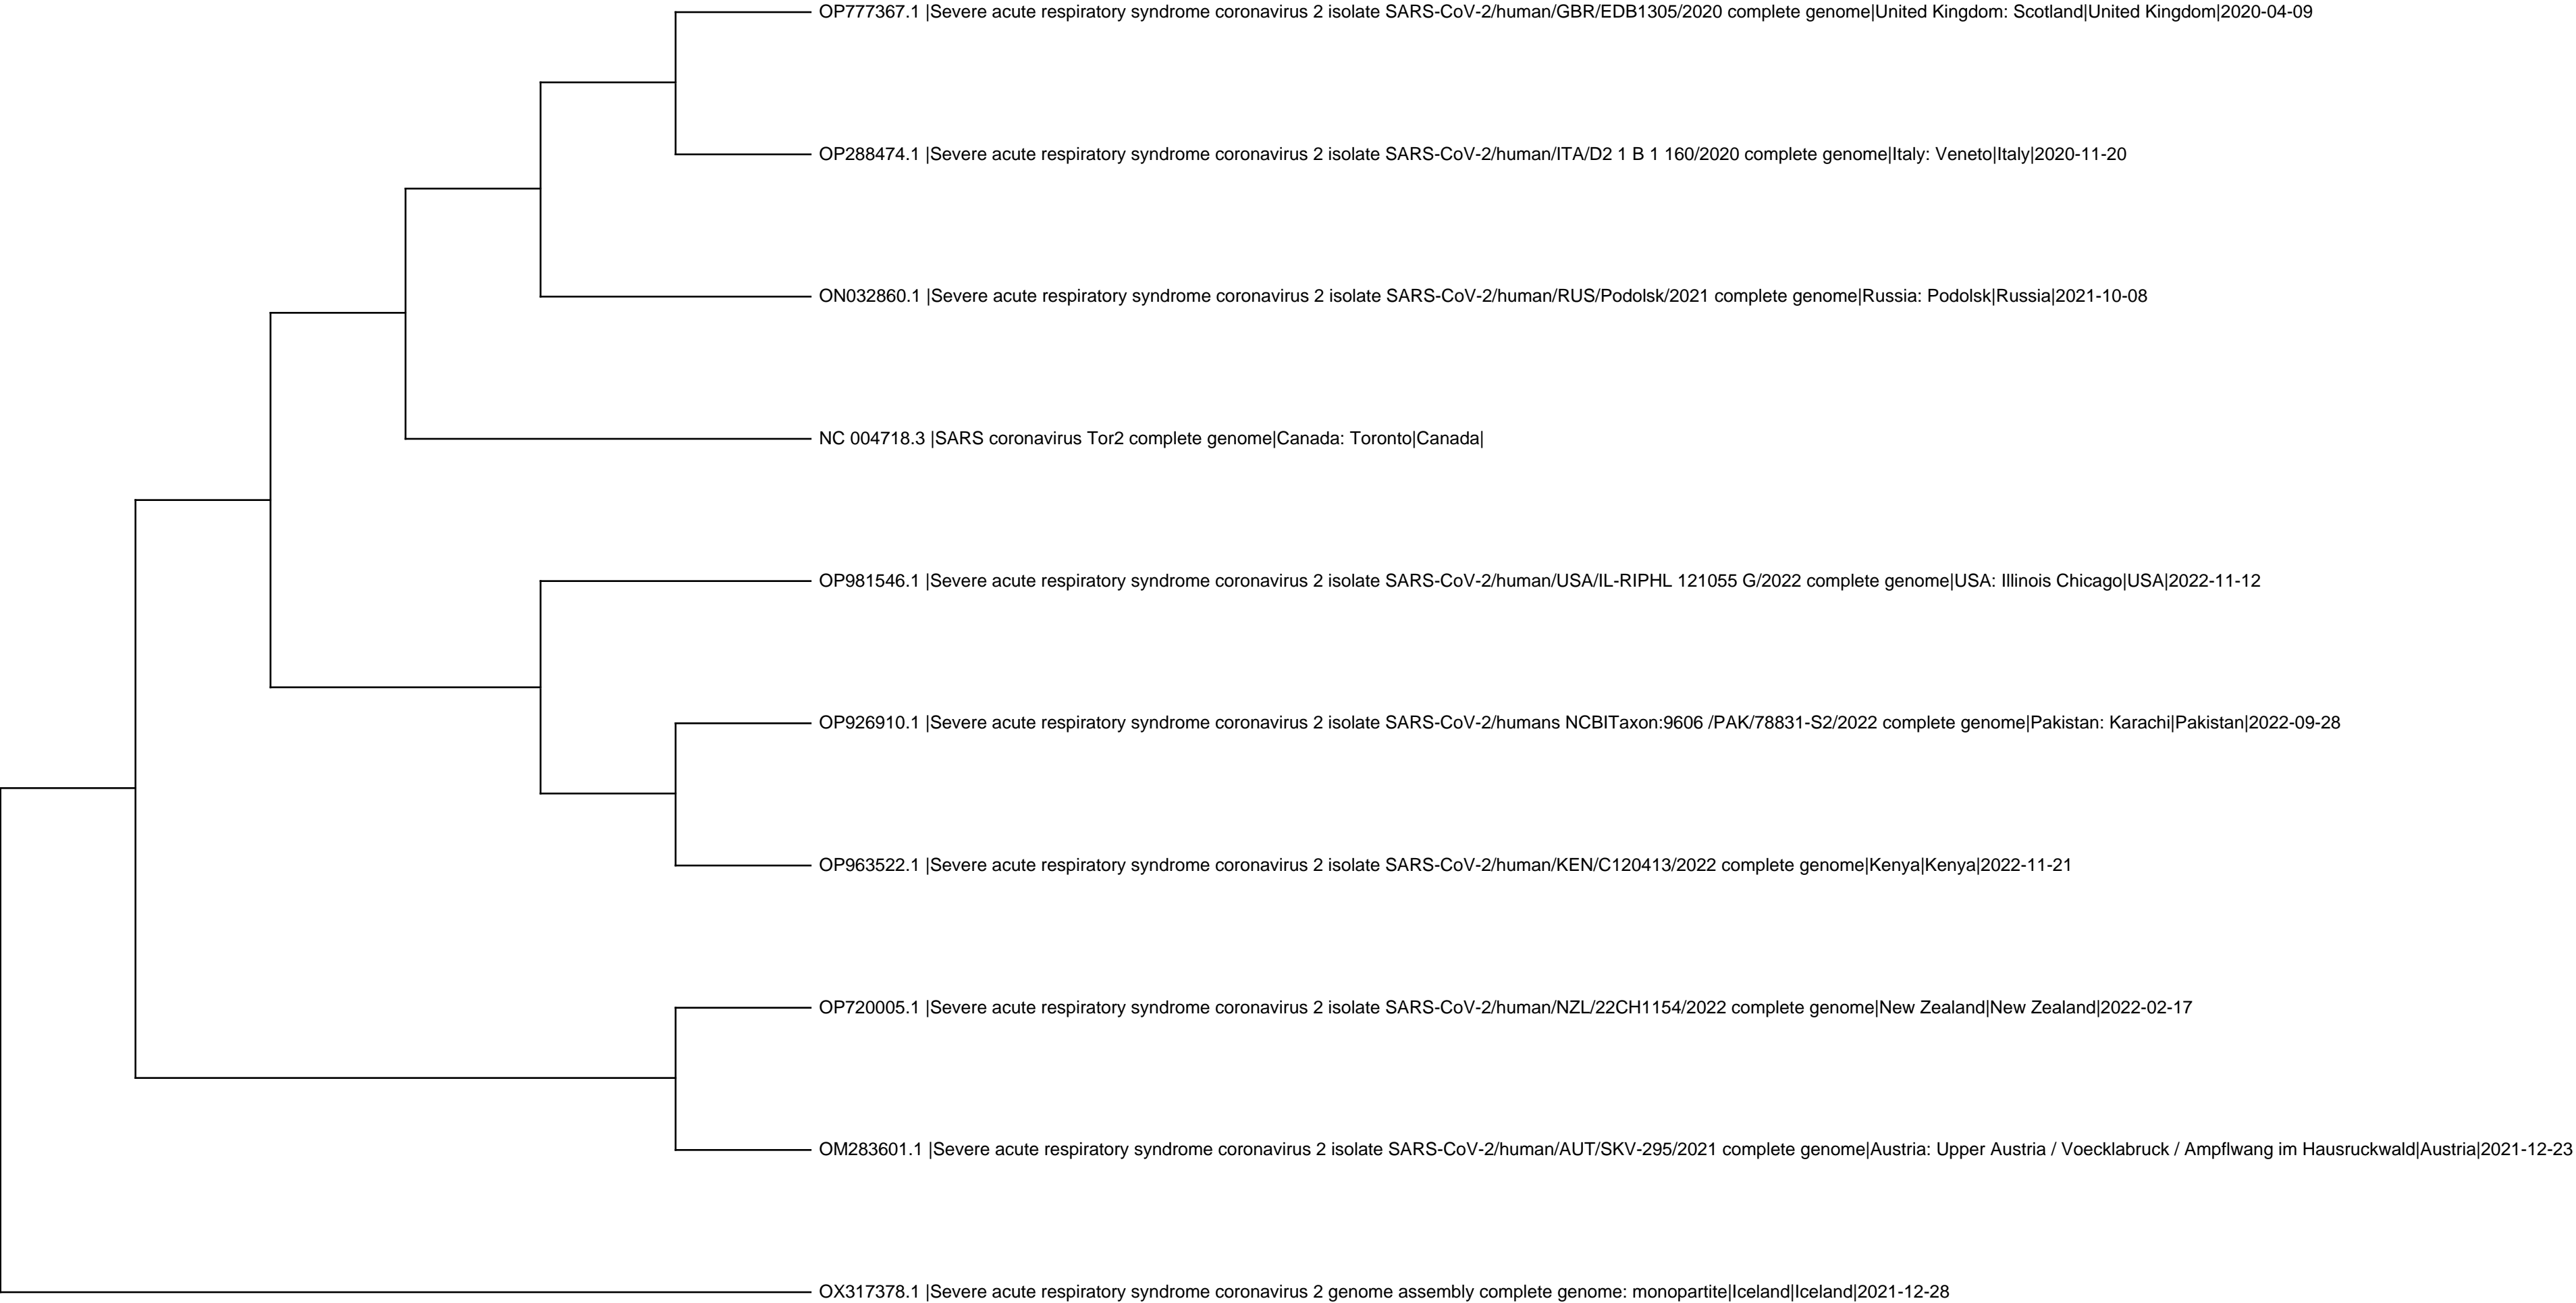 OP777367.1 |Severe acute respiratory syndrome coronavirus 2 isolate SARS-CoV-2/human/GBR/EDB1305/2020 complete genome|United Kingdom: Scotland|United Kingdom|2020-04-09
OP288474.1 |Severe acute respiratory syndrome coronavirus 2 isolate SARS-CoV-2/human/ITA/D2 1 B 1 160/2020 complete genome|Italy: Veneto|Italy|2020-11-20
ON032860.1 |Severe acute respiratory syndrome coronavirus 2 isolate SARS-CoV-2/human/RUS/Podolsk/2021 complete genome|Russia: Podolsk|Russia|2021-10-08
NC 004718.3 |SARS coronavirus Tor2 complete genome|Canada: Toronto|Canada|
OP981546.1 |Severe acute respiratory syndrome coronavirus 2 isolate SARS-CoV-2/human/USA/IL-RIPHL 121055 G/2022 complete genome|USA: Illinois Chicago|USA|2022-11-12
OP926910.1 |Severe acute respiratory syndrome coronavirus 2 isolate SARS-CoV-2/humans NCBITaxon:9606 /PAK/78831-S2/2022 complete genome|Pakistan: Karachi|Pakistan|2022-09-28
OP963522.1 |Severe acute respiratory syndrome coronavirus 2 isolate SARS-CoV-2/human/KEN/C120413/2022 complete genome|Kenya|Kenya|2022-11-21
OP720005.1 |Severe acute respiratory syndrome coronavirus 2 isolate SARS-CoV-2/human/NZL/22CH1154/2022 complete genome|New Zealand|New Zealand|2022-02-17
OM283601.1 |Severe acute respiratory syndrome coronavirus 2 isolate SARS-CoV-2/human/AUT/SKV-295/2021 complete genome|Austria: Upper Austria / Voecklabruck / Ampflwang im Hausruckwald|Austria|2021-12-23
OX317378.1 |Severe acute respiratory syndrome coronavirus 2 genome assembly complete genome: monopartite|Iceland|Iceland|2021-12-28